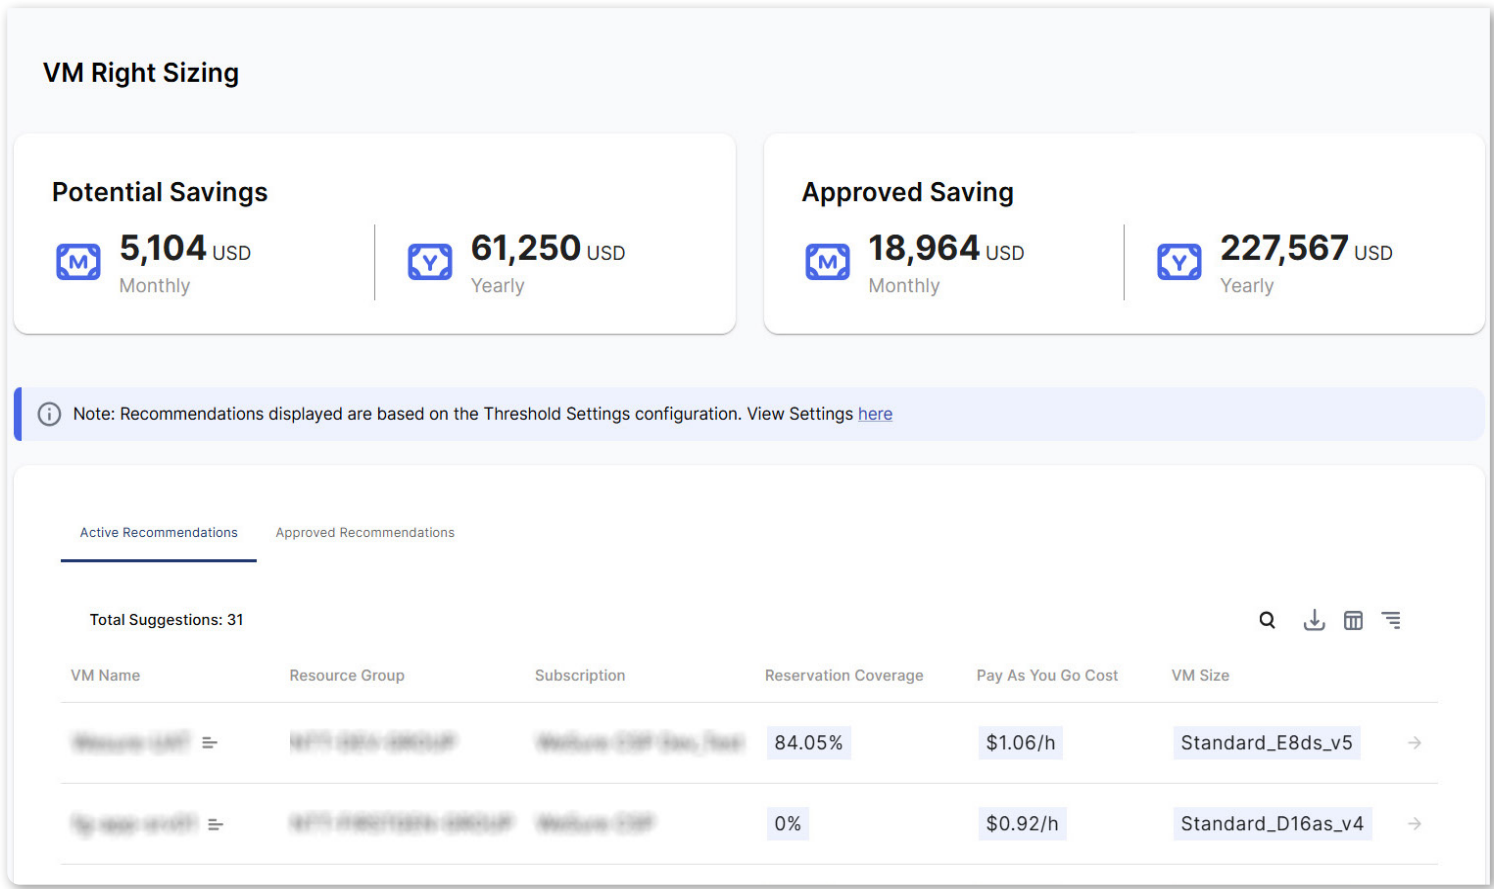 VM Right Sizing
Potential Savings
M 5,104 USD
Monthly
Y 61,250 USD
Yearly
Approved Saving
M 18,964 USD
Monthly
Y 227,567 USD
Yearly
Note: Recommendations displayed are based on the Threshold Settings configuration. View Settings here
Active Recommendations Approved Recommendations
Total Suggestions: 31
VM Name Resource Group Subscription Reservation Coverage Pay As You Go Cost VM Size
84.05% $1.06/h Standard_E8ds_v5
0% $0.92/h Standard_D16as_v4